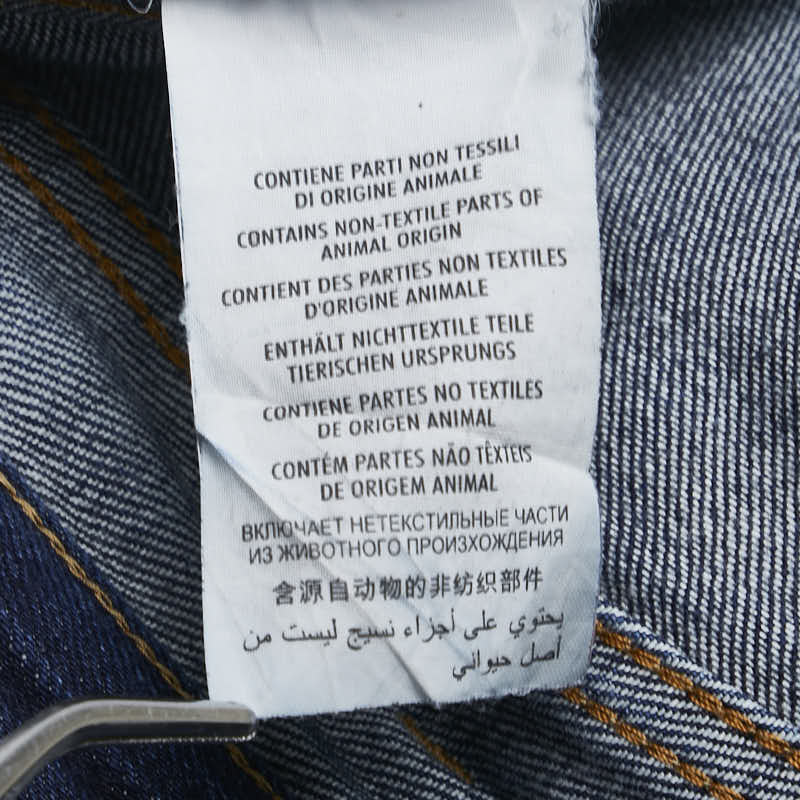 CONTIENE PARTI NON TESSILI
DI ORIGINE ANIMALE
CONTAINS NON-TEXTILE PARTS OF
ANIMAL ORIGIN
CONTIENT DES PARTIES NON TEXTILES
D'ORIGINE ANIMALE
ENTHÄLT NICHTTEXTILE TEILE
TIERISCHEN URSPRUNGS
CONTIENE PARTES NO TEXTILES
DE ORIGEN ANIMAL
CONTÉM PARTES NÃO TÊXTEIS
DE ORIGEM ANIMAL
ВКЛЮЧАЕТ НЕТЕКСТИЛЬНЫЕ ЧАСТИ
ИЗ ЖИВОТНОГО ПРОИЗХОЖДЕНИЯ
含源自动物的非纺织部件
يحتوي على أجزاء نسيج ليست من
أصل حيواني